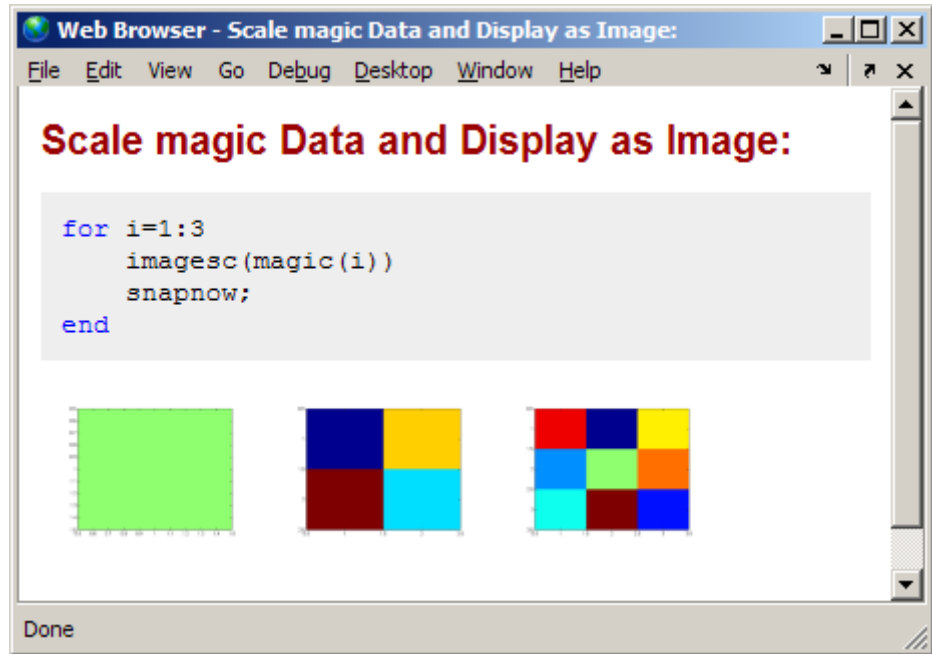 Web Browser - Scale magic Data and Display as Image:
File Edit View Go Debug Desktop Window Help
Scale magic Data and Display as Image:
for i=1:3
    imagesc(magic(i))
    snapnow;
end
Done